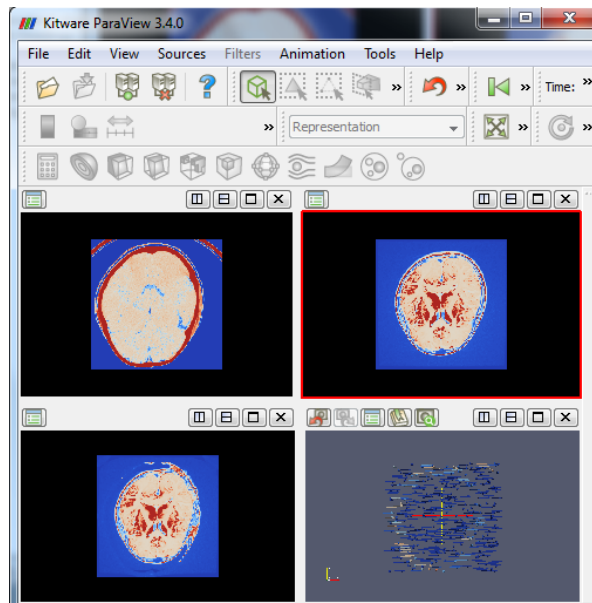 Kitware ParaView 3.4.0
File Edit View Sources Filters Animation Tools Help
? » » » Time: »
» Representation » »